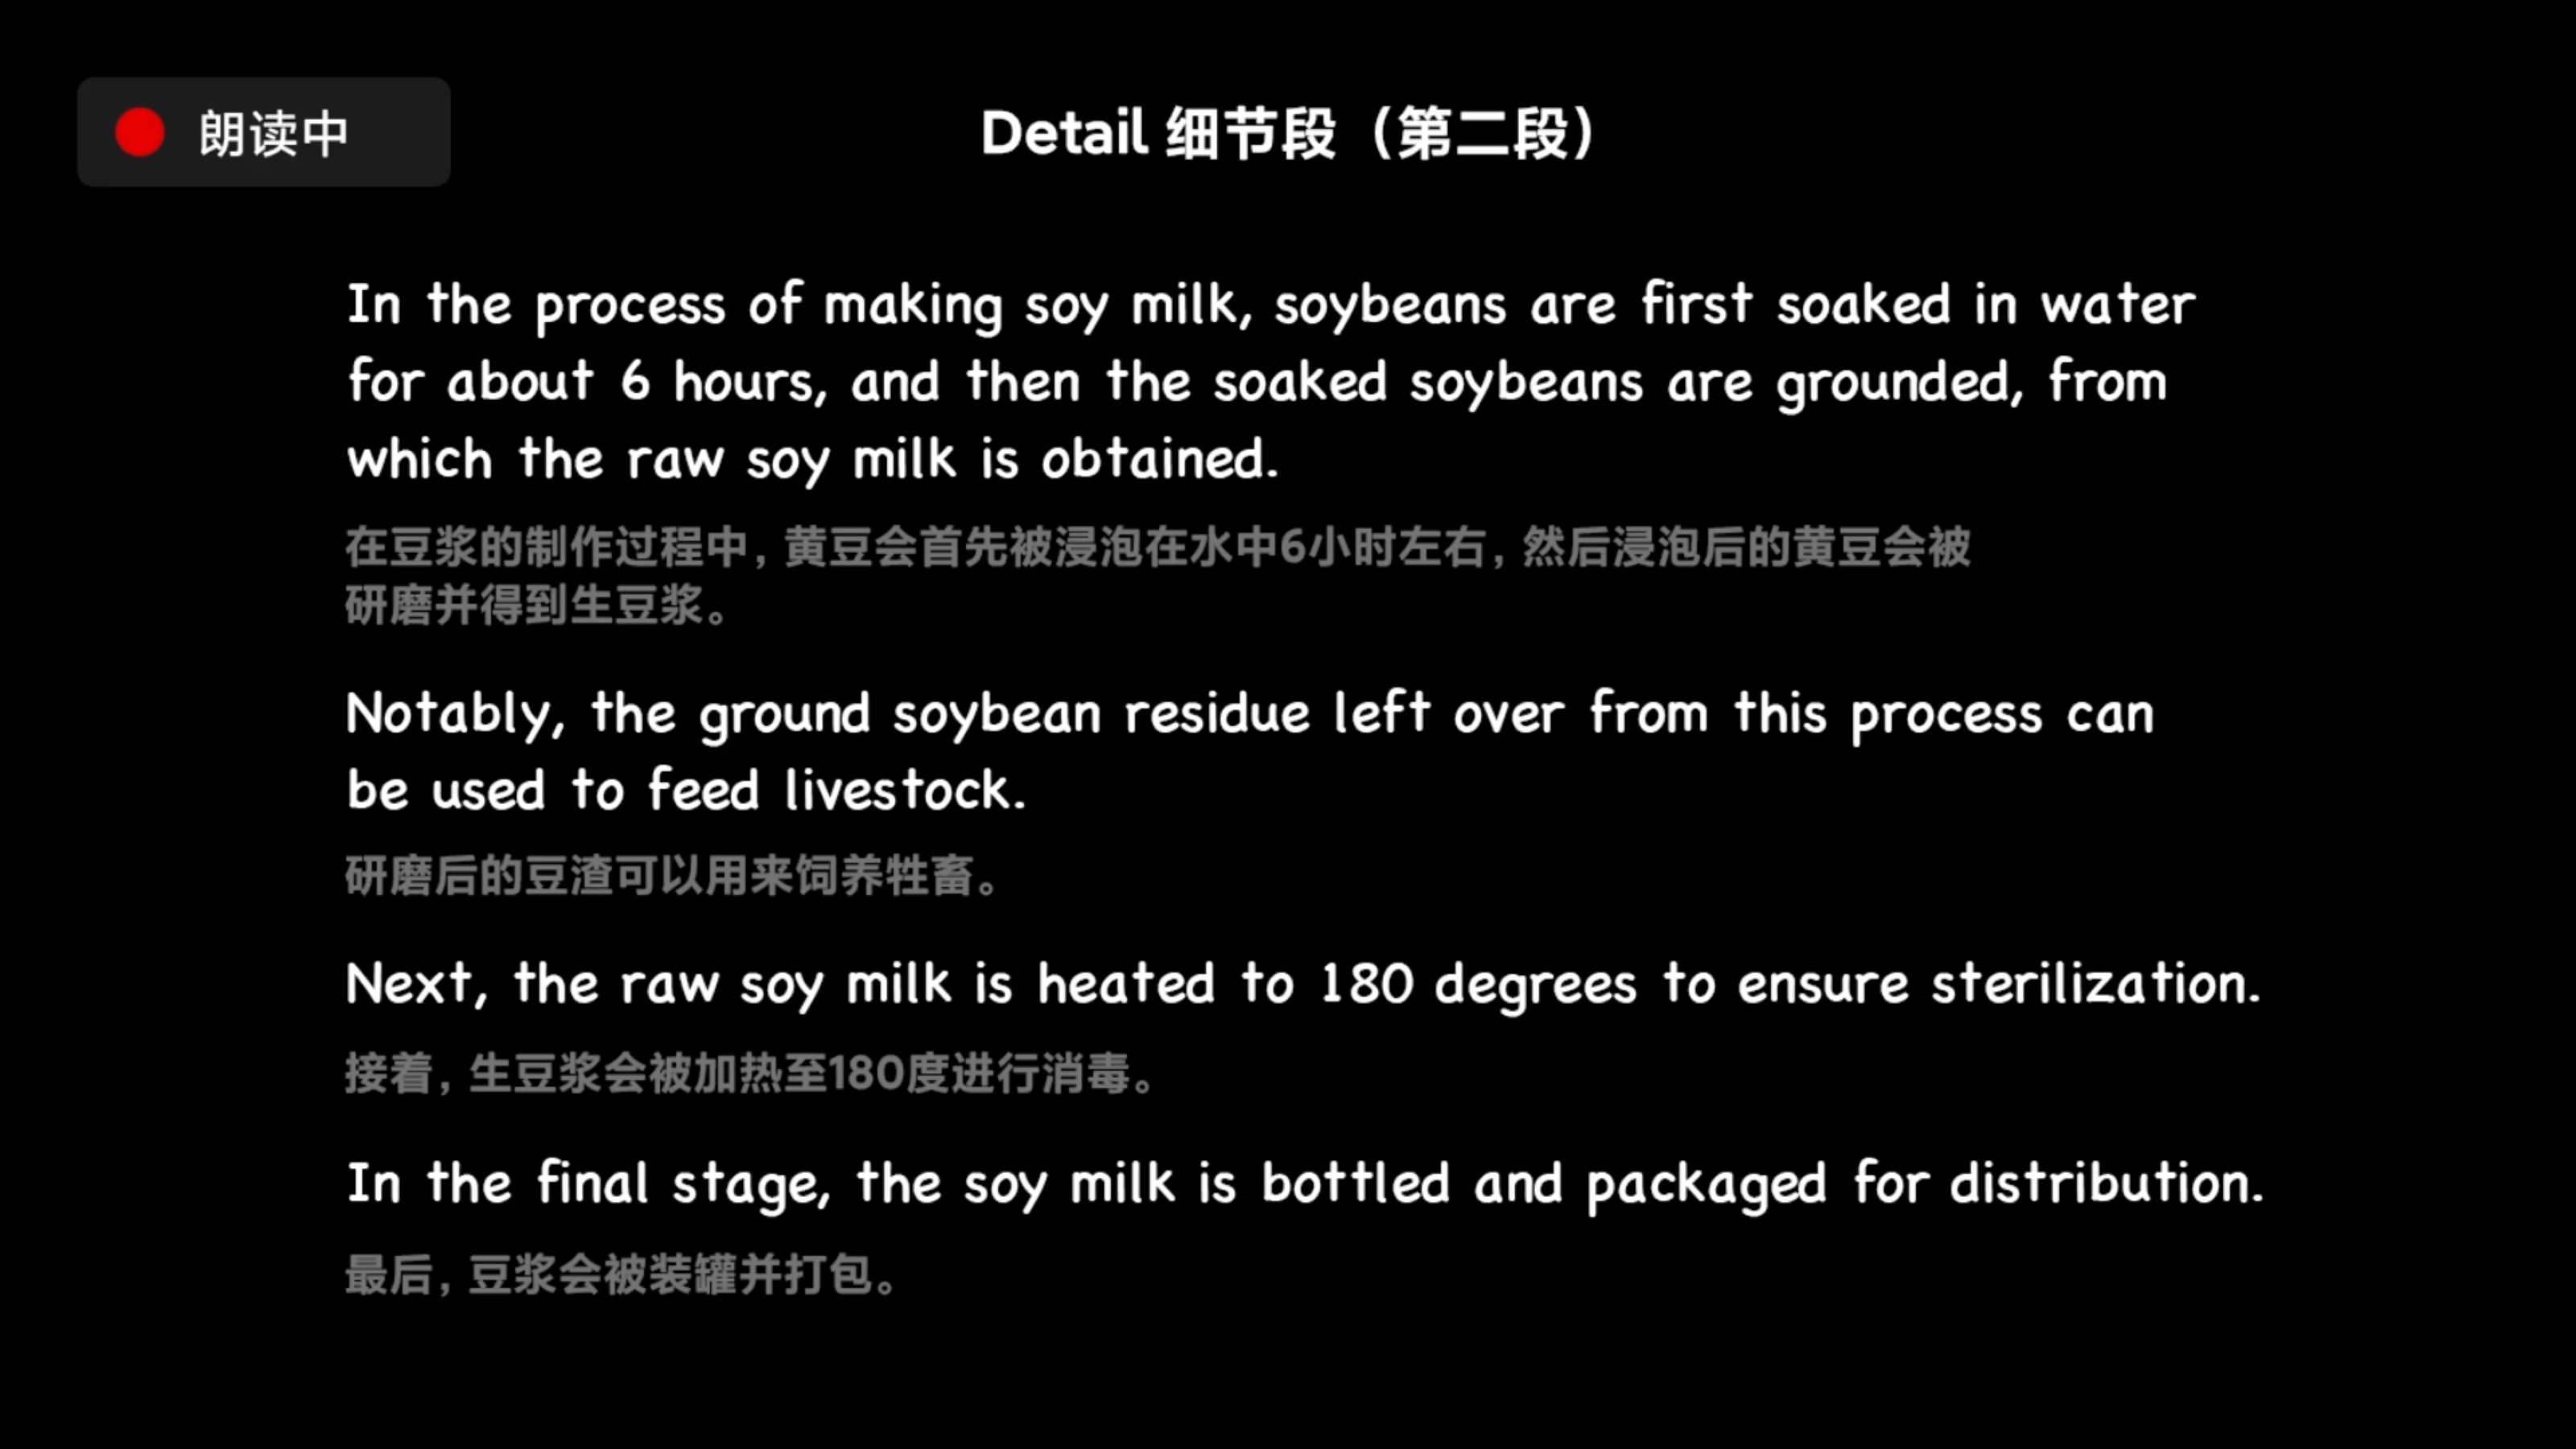 朗读中
Detail 细节段（第二段）
In the process of making soy milk, soybeans are first soaked in water
for about 6 hours, and then the soaked soybeans are grounded, from
which the raw soy milk is obtained.
在豆浆的制作过程中，黄豆会首先被浸泡在水中6小时左右，然后浸泡后的黄豆会被
研磨并得到生豆浆。
Notably, the ground soybean residue left over from this process can
be used to feed livestock.
研磨后的豆渣可以用来饲养牲畜。
Next, the raw soy milk is heated to 180 degrees to ensure sterilization.
接着，生豆浆会被加热至180度进行消毒。
In the final stage, the soy milk is bottled and packaged for distribution.
最后，豆浆会被装罐并打包。